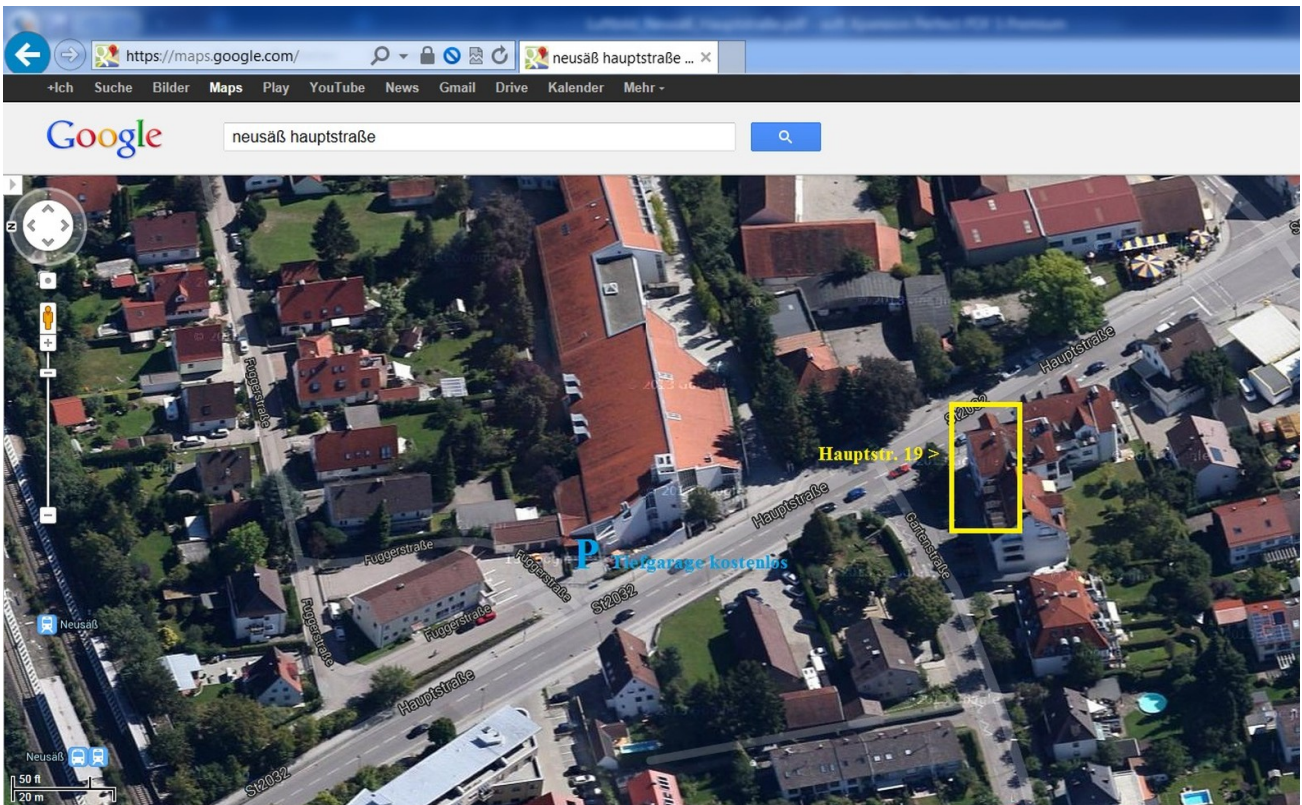 https://maps.google.com/
neusäß hauptstraße ...
+Ich Suche Bilder Maps Play YouTube News Gmail Drive Kalender Mehr
Google
neusäß hauptstraße
N
Hauptstraße
St2032
Hauptstr. 19 >
Fuggerstraße
Hauptstraße
Gartenstraße
Fuggerstraße
Fuggerstraße
P Tiefgarage kostenlos
St2032
Fuggerstraße
Fuggerstraße
Neusäß
Hauptstraße
Neusäß
St2032
50 ft
20 m